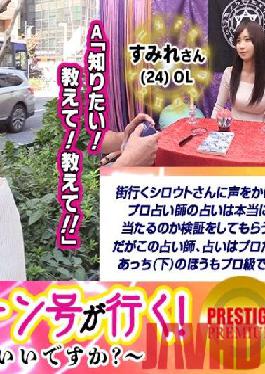 A「知りたい！
教えて！教えて!!」
すみれさん
(24) OL
街行くシロウトさんに声をか
プロ占い師の占いは本当に
当たるのか検証をしてもらう
だがこの占い師、占いはプロだ
あっち(下)のほうもプロ級で
ーン号が行く！
PRESTIGE
PREMIUM
いいですか？～
JAVHD